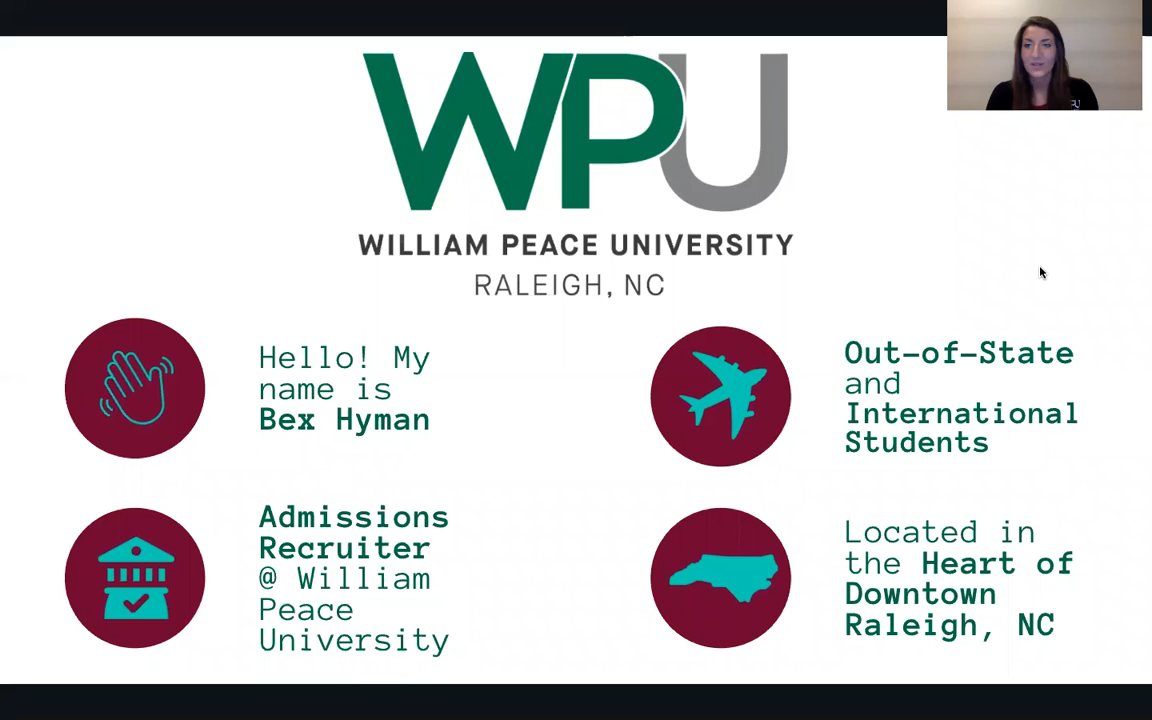 WPU
WILLIAM PEACE UNIVERSITY
RALEIGH, NC
Hello! My
name is
Bex Hyman
Admissions
Recruiter
@ William
Peace
University
Out-of-State
and
International
Students
Located in
the Heart of
Downtown
Raleigh, NC